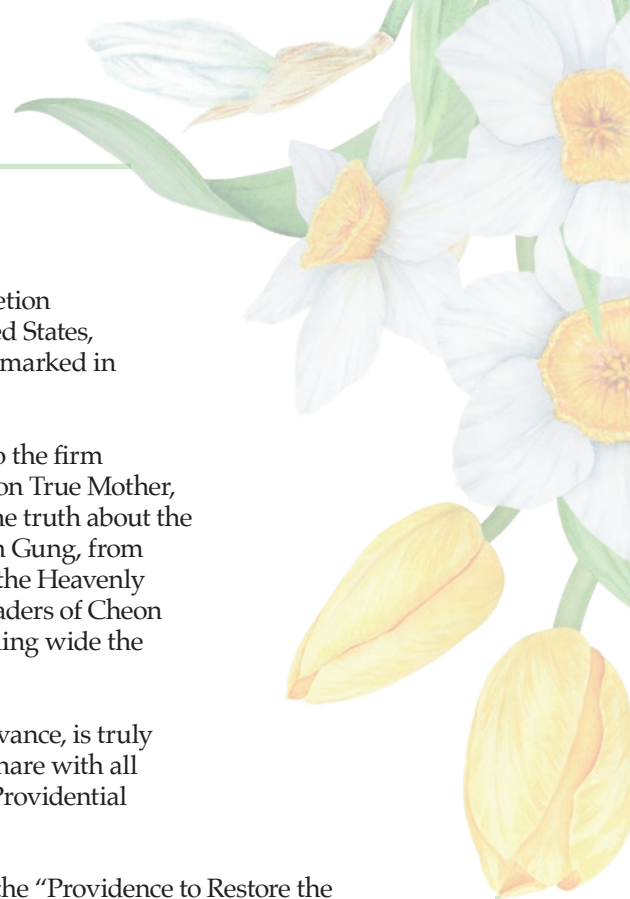 etion
ed States,
marked in
o the firm
on True Mother,
he truth about the
n Gung, from
the Heavenly
aders of Cheon
ing wide the
vance, is truly
hare with all
Providential
the “Providence to Restore the